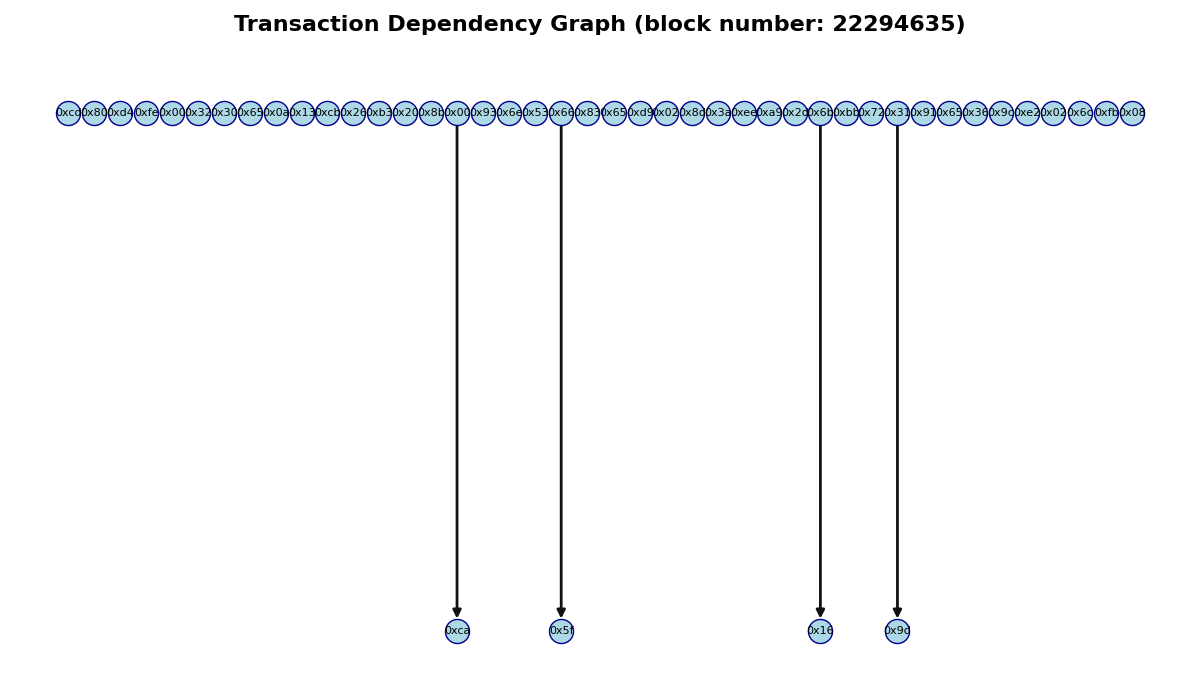 Transaction Dependency Graph (block number: 22294635)
0xcd 0x80 0xd4 0xfe 0x00 0x32 0x30 0x65 0x0a 0x13 0xcb 0x26 0xb3 0x20 0x8b 0x00 0x93 0x6e 0x53 0x66 0x83 0x65 0xd9 0x02 0x8d 0x3a 0xee 0xa9 0x2d 0x6b 0xbb 0x72 0x31 0x91 0x65 0x36 0x9c 0xe2 0x02 0x6c 0xfb 0x08
0xca 0x5f 0x16 0x9d